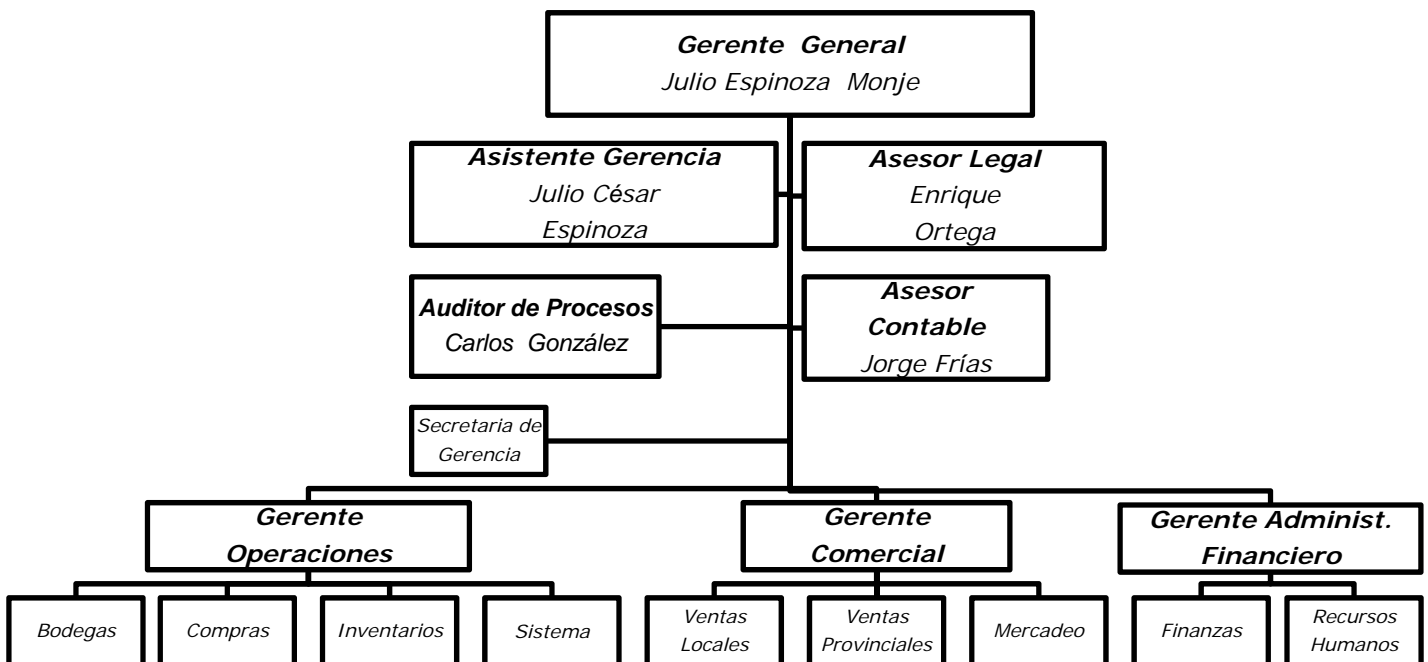 Gerente General
Julio Espinoza Monje
Asistente Gerencia
Julio César
Espinoza
Asesor Legal
Enrique
Ortega
Auditor de Procesos
Carlos González
Asesor
Contable
Jorge Frías
Secretaria de
Gerencia
Gerente
Operaciones
Gerente
Comercial
Gerente Administ.
Financiero
Bodegas
Compras
Inventarios
Sistema
Ventas
Locales
Ventas
Provinciales
Mercadeo
Finanzas
Recursos
Humanos